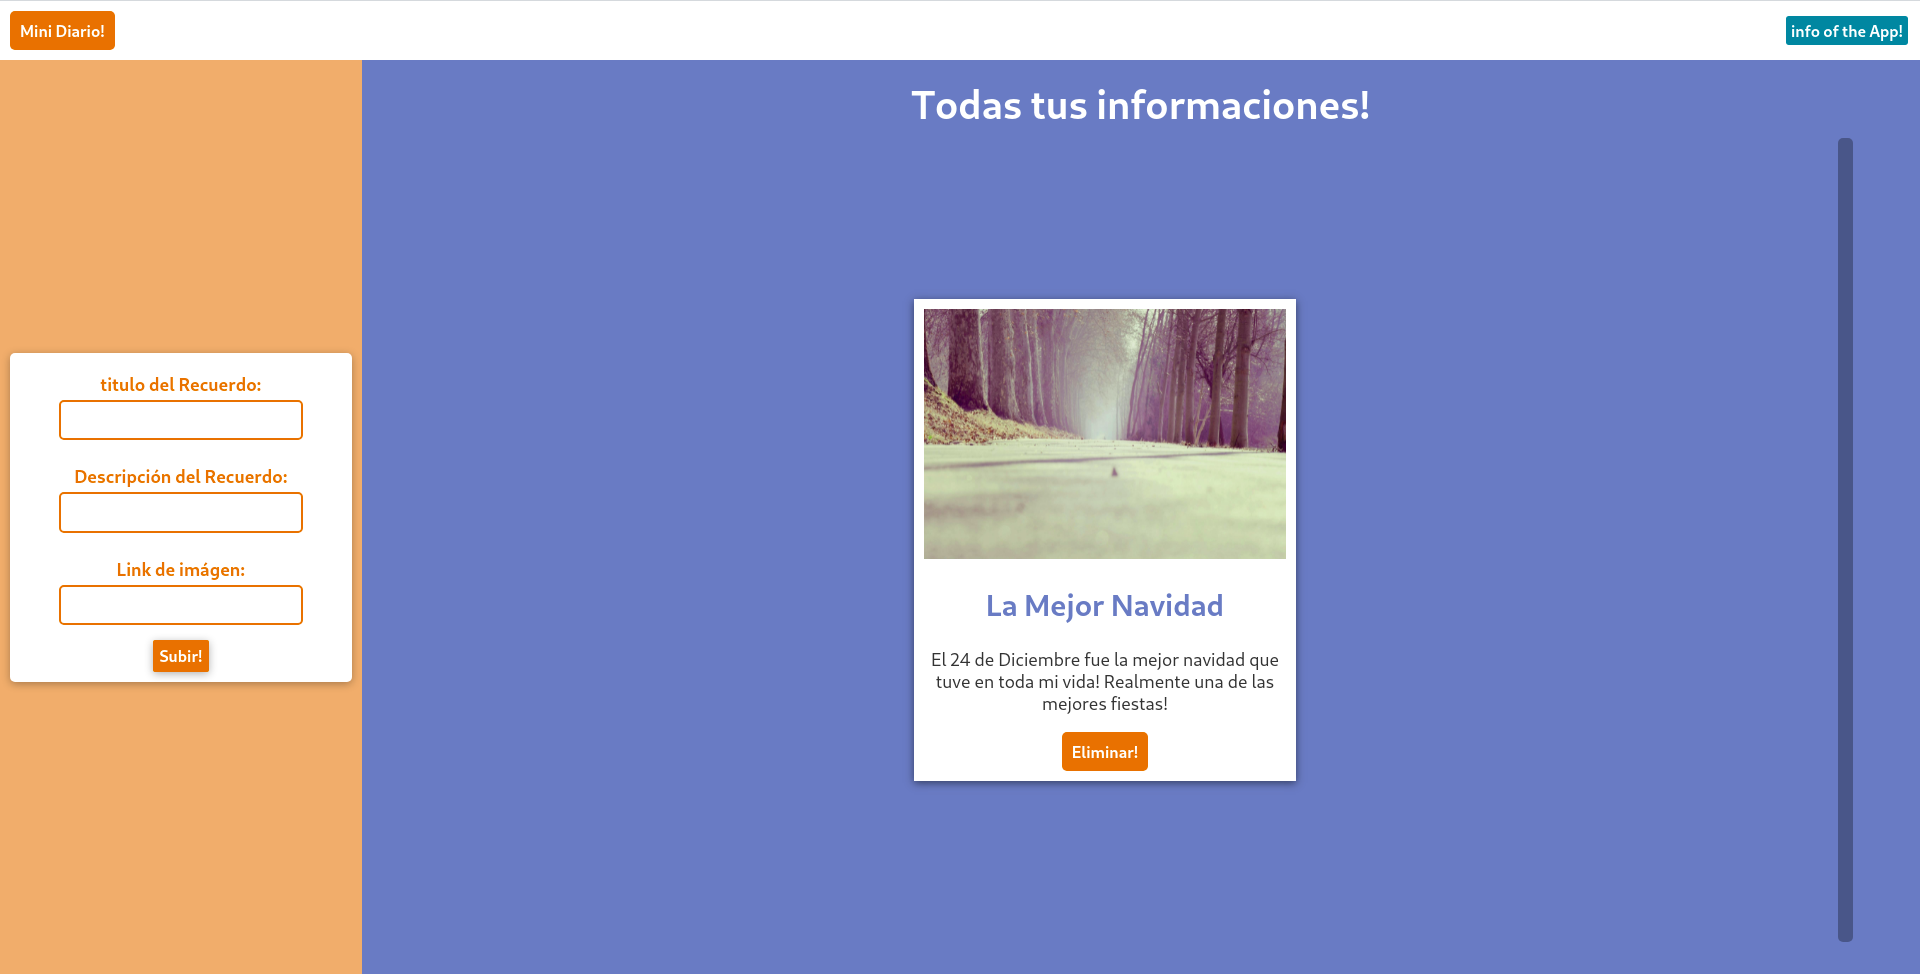 Mini Diario!
info of the App!
titulo del Recuerdo:
Descripción del Recuerdo:
Link de imágen:
Subir!
Todas tus informaciones!
La Mejor Navidad
El 24 de Diciembre fue la mejor navidad que
tuve en toda mi vida! Realmente una de las
mejores fiestas!
Eliminar!